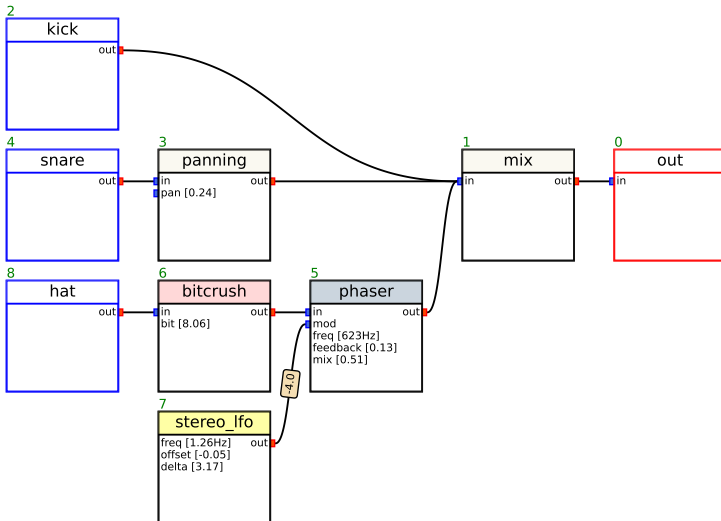 2
kick
out
4
snare
out
3
panning
in
out
pan [0.24]
1
mix
in
out
0
out
in
8
hat
out
6
bitcrush
in
out
bit [8.06]
5
phaser
in
out
mod
freq [623Hz]
feedback [0.13]
mix [0.51]
-4.0
7
stereo_lfo
freq [1.26Hz]
out
offset [-0.05]
delta [3.17]